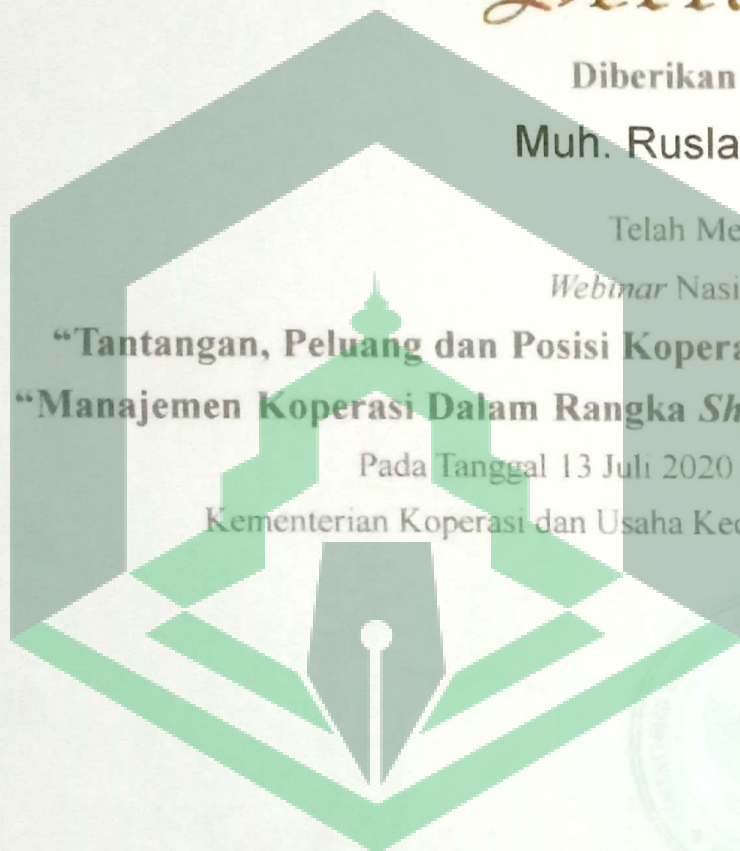 Diberikan
Muh. Rusla
Telah Me
Webinar Nasi
“Tantangan, Peluang dan Posisi Kopera
“Manajemen Koperasi Dalam Rangka Sh
Pada Tanggal 13 Juli 2020
Kementerian Koperasi dan Usaha Kec